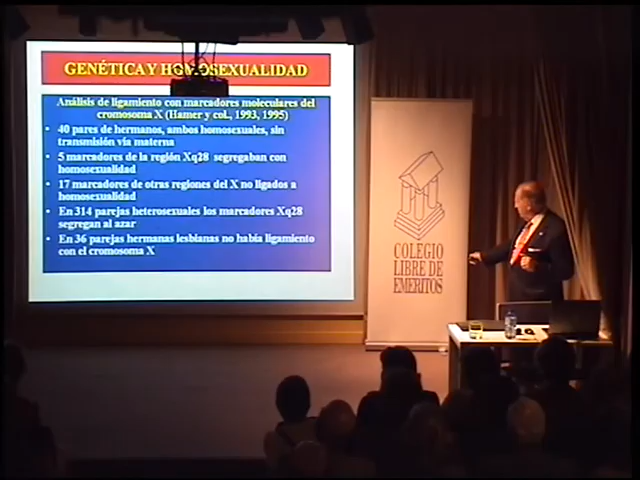 GENÉTICA Y HOMOSEXUALIDAD
Análisis de ligamiento con marcadores moleculares del
cromosoma X (Hamer y col., 1993, 1995)
• 40 pares de hermanos, ambos homosexuales, sin
transmisión vía materna
• 5 marcadores de la región Xq28 segregaban con
homosexualidad
• 17 marcadores de otras regiones del X no ligados a
homosexualidad
• En 314 parejas heterosexuales los marcadores Xq28
segregan al azar
• En 36 parejas hermanas lesbianas no había ligamiento
con el cromosoma X
COLEGIO
LIBRE DE
EMERITOS